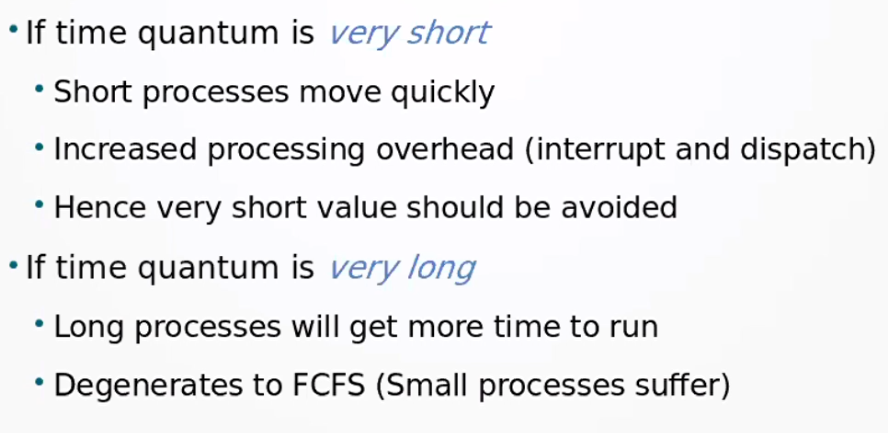 • If time quantum is very short
• Short processes move quickly
• Increased processing overhead (interrupt and dispatch)
• Hence very short value should be avoided
• If time quantum is very long
• Long processes will get more time to run
• Degenerates to FCFS (Small processes suffer)